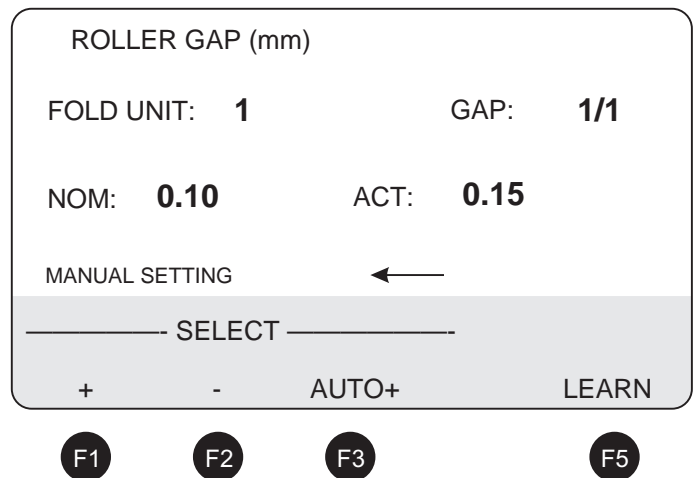 ROLLER GAP (mm)
FOLD UNIT: 1 GAP: 1/1
NOM: 0.10 ACT: 0.15
MANUAL SETTING
—————- SELECT ——————-
+ - AUTO+ LEARN
F1 F2 F3 F5